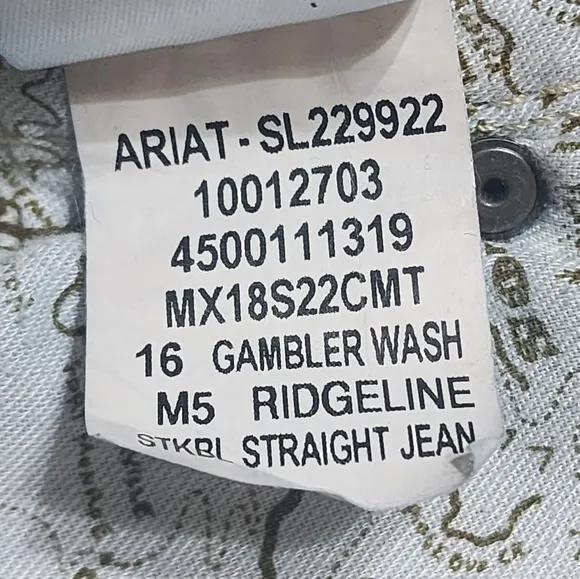 ARIAT - SL229922
10012703
4500111319
MX18S22CMT
16 GAMBLER WASH
M5 RIDGELINE
STKBL STRAIGHT JEAN